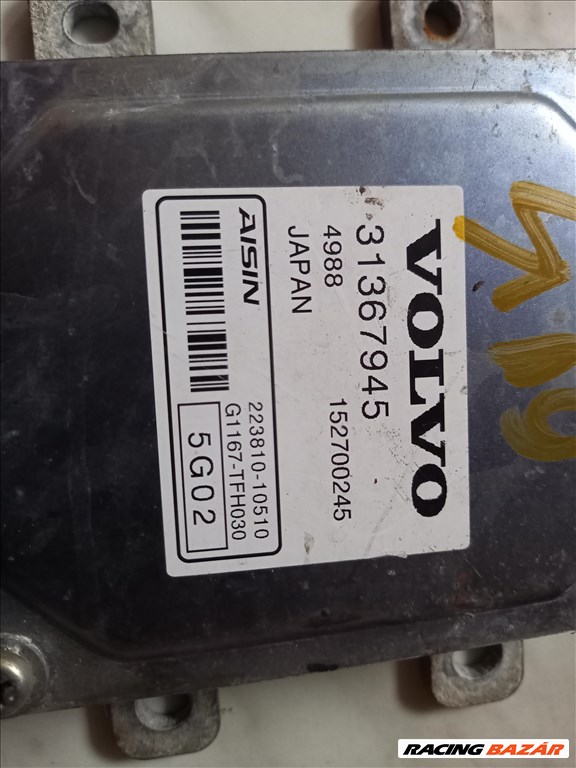 VOLVO
31367945
4988
152700245
JAPAN
AISIN
223810-10510
G1167-TFH030
5G02
RACING BAZÁR